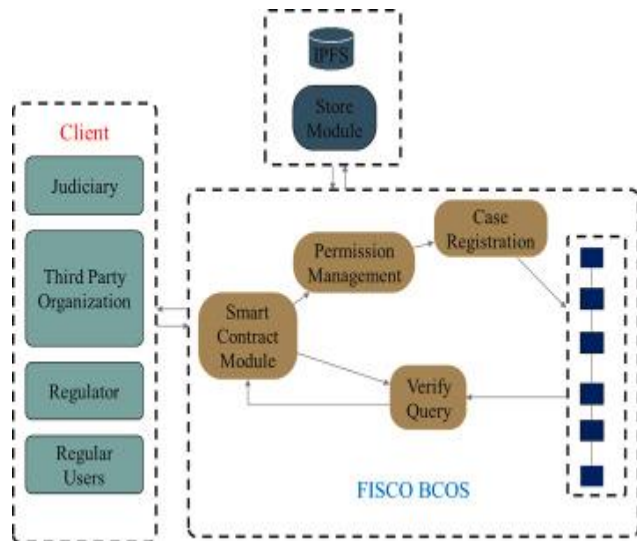 IPFS
Store
Module
Client
Judiciary
Third Party
Organization
Regulator
Regular
Users
Case
Registration
Permission
Management
Smart
Contract
Module
Verify
Query
FISCO BCOS